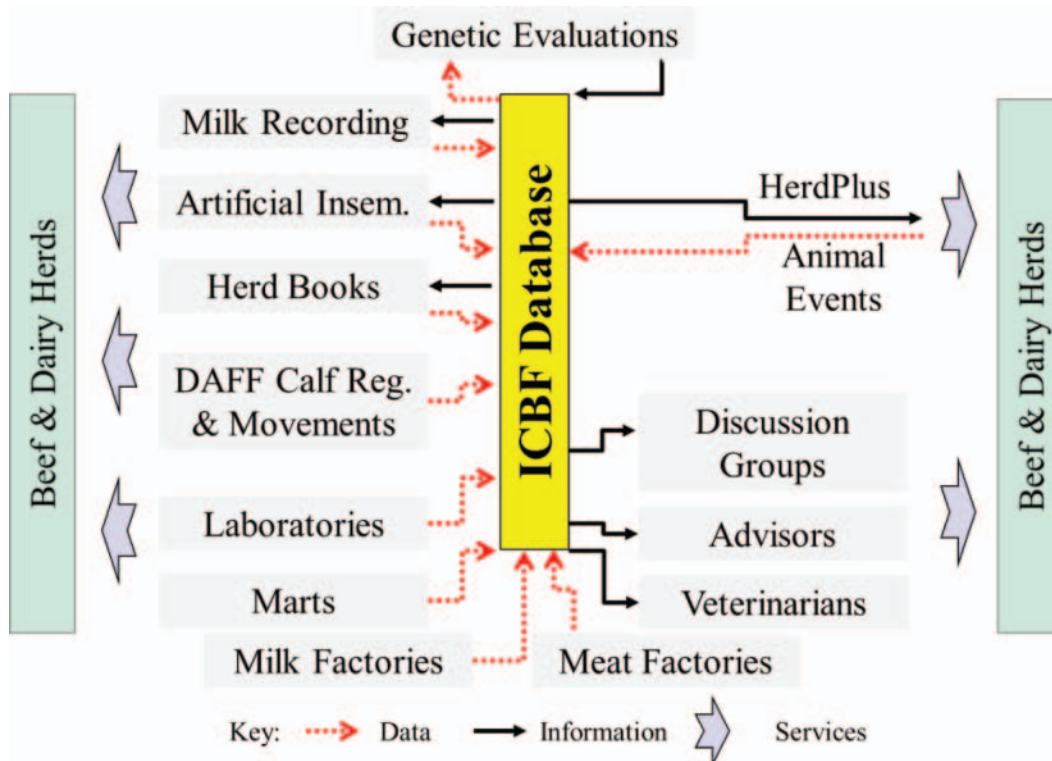 Genetic Evaluations
Beef & Dairy Herds
Milk Recording
Artificial Insem.
Herd Books
DAFF Calf Reg.
& Movements
Laboratories
Marts
Milk Factories
ICBF Database
HerdPlus
Animal
Events
Discussion
Groups
Advisors
Veterinarians
Meat Factories
Beef & Dairy Herds
Key: Data Information Services